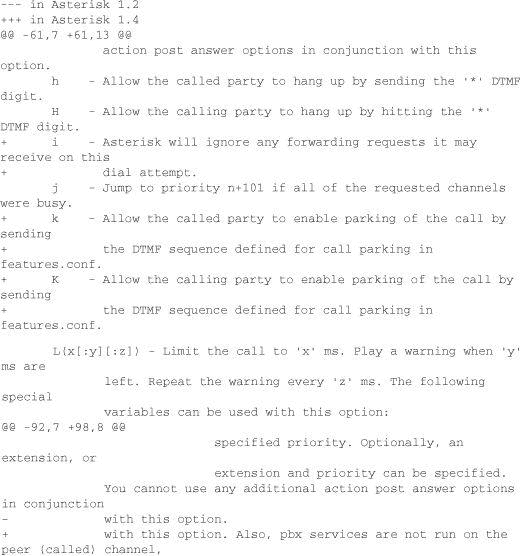 --- in Asterisk 1.2
+++ in Asterisk 1.4
@@ -61,7 +61,13 @@
action post answer options in conjunction with this
option.
h - Allow the called party to hang up by sending the '*' DTMF
digit.
H - Allow the calling party to hang up by hitting the '*'
DTMF digit.
+ i - Asterisk will ignore any forwarding requests it may
receive on this
+ dial attempt.
j - Jump to priority n+101 if all of the requested channels
were busy.
+ k - Allow the called party to enable parking of the call by
sending
+ the DTMF sequence defined for call parking in
features.conf.
+ K - Allow the calling party to enable parking of the call by
sending
+ the DTMF sequence defined for call parking in
features.conf.
L(x[:y][:z]) - Limit the call to 'x' ms. Play a warning when 'y'
ms are
left. Repeat the warning every 'z' ms. The following
special
variables can be used with this option:
@@ -92,7 +98,8 @@
specified priority. Optionally, an
extension, or
extension and priority can be specified.
You cannot use any additional action post answer options
in conjunction
- with this option.
+ with this option. Also, pbx services are not run on the
peer (called) channel,